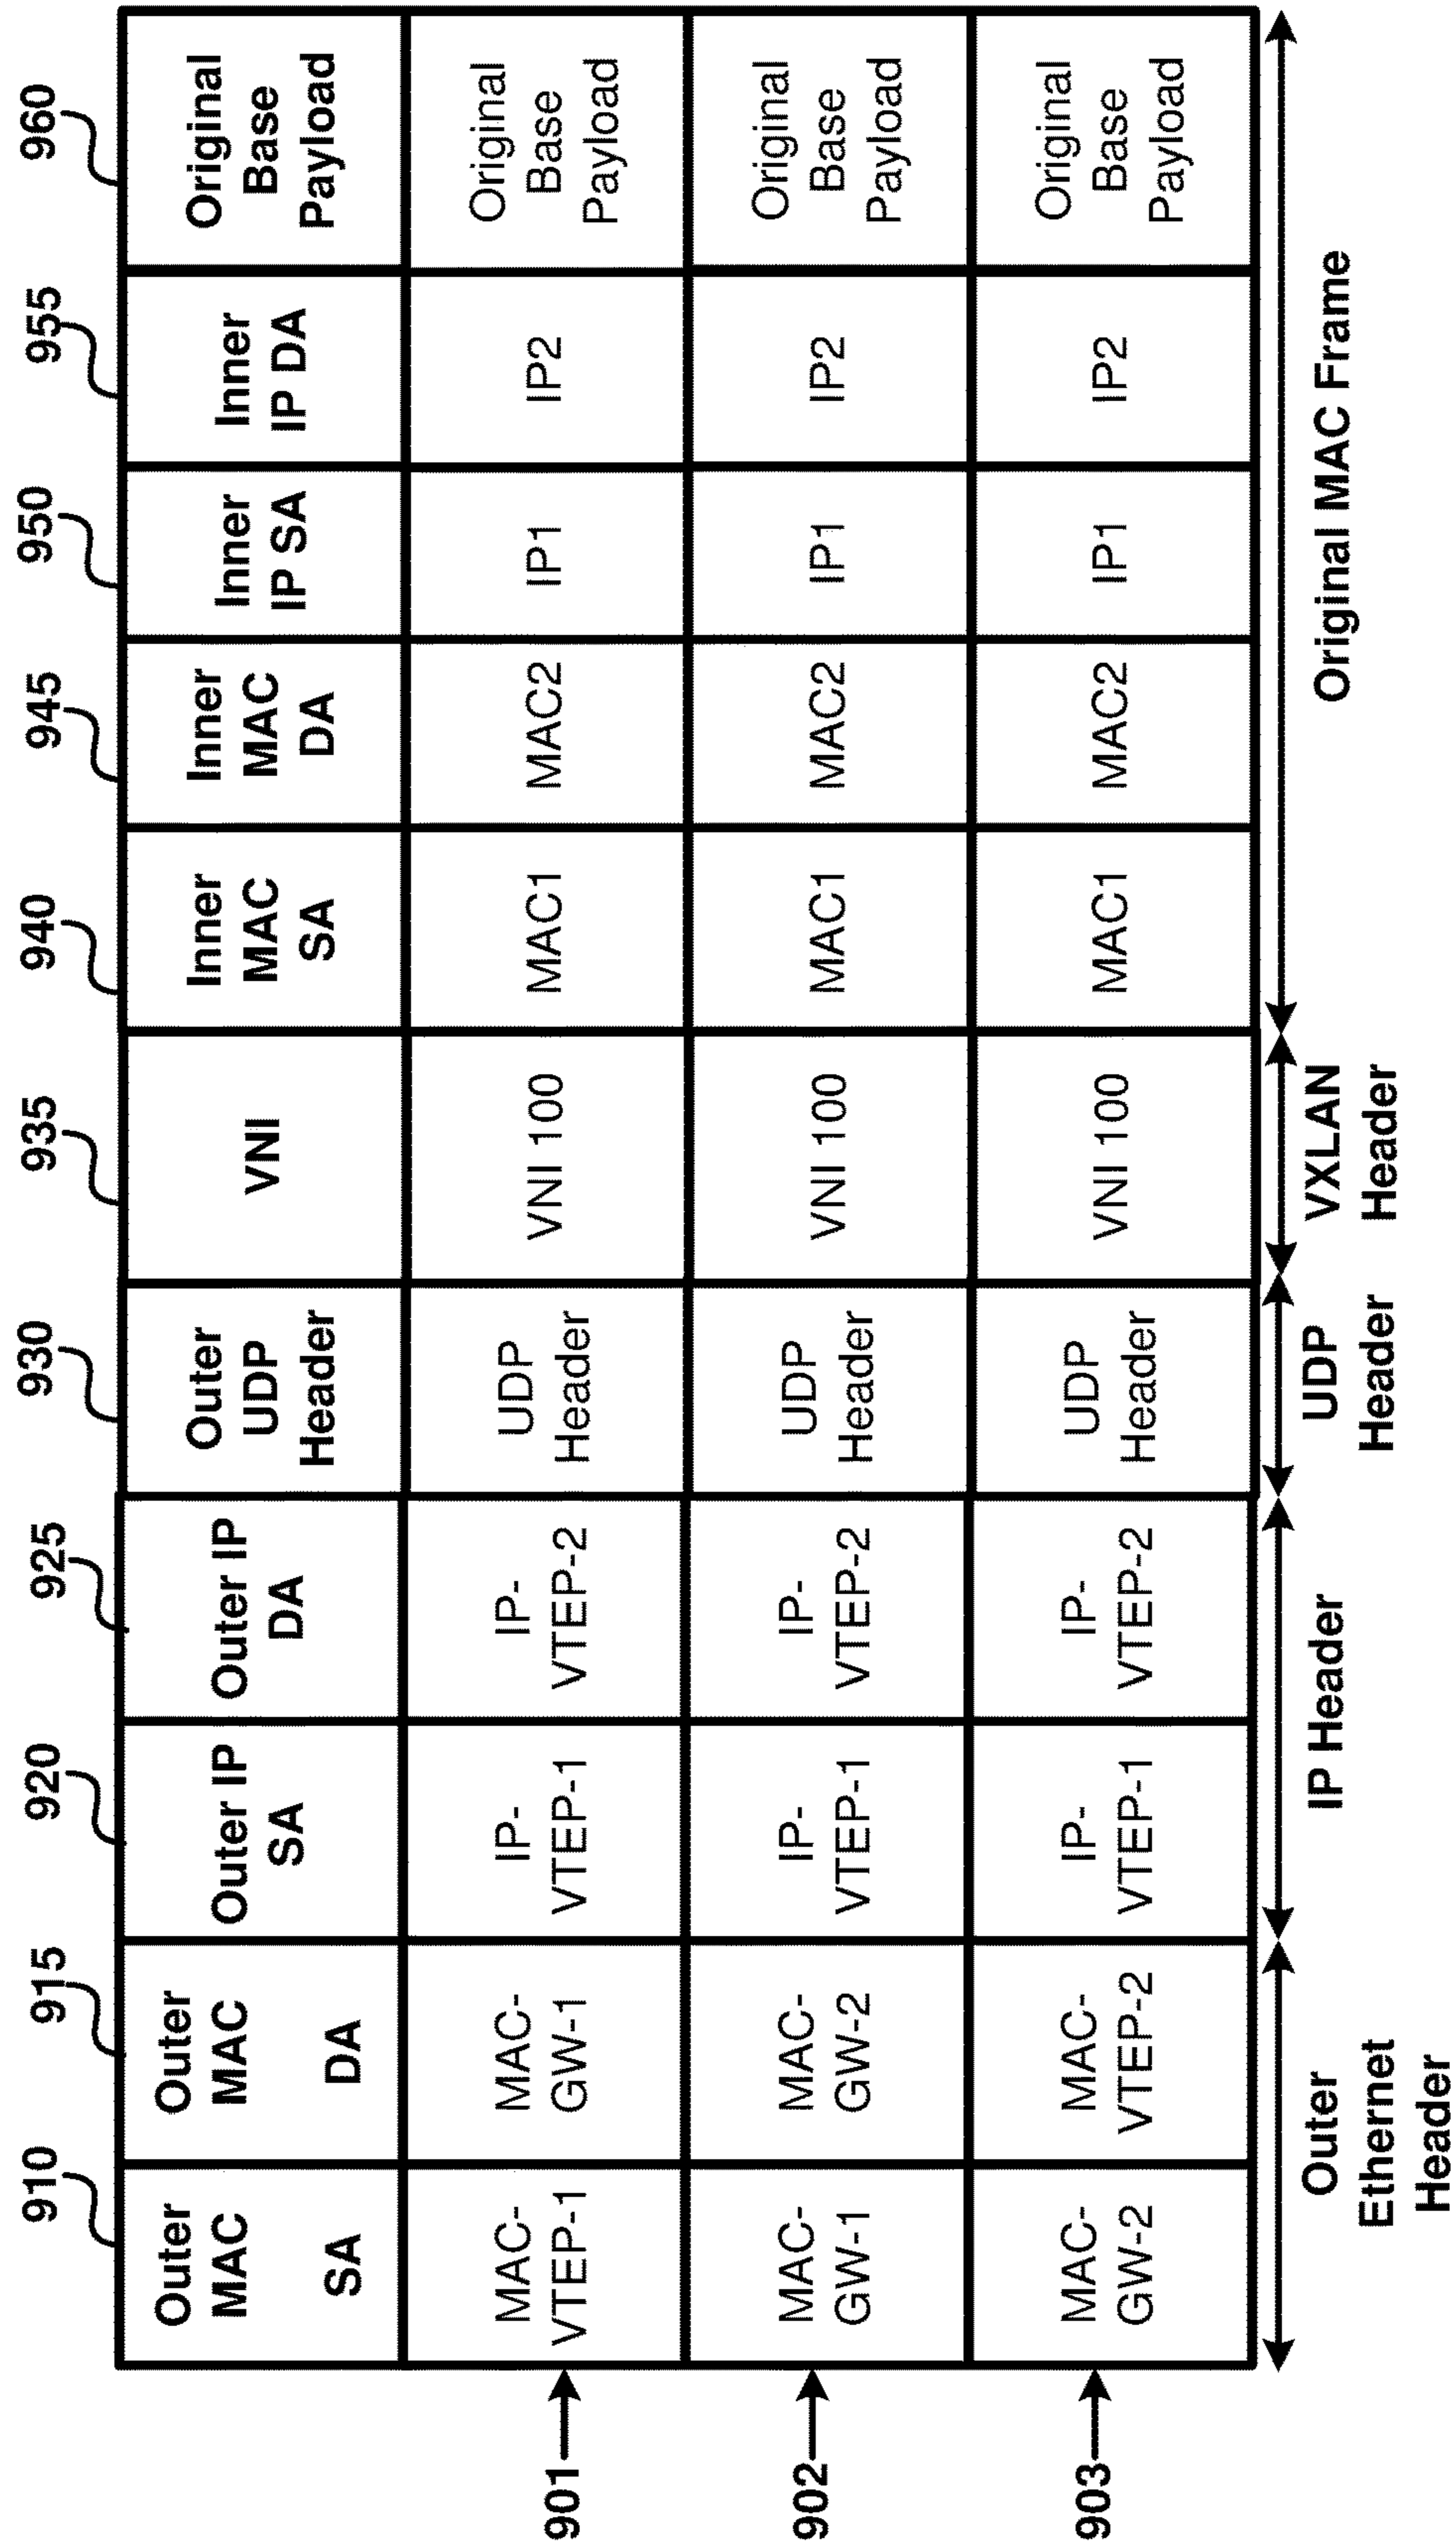 910
915
920
925
930
935
940
945
950
955
960
Outer
MAC
SA
Outer
MAC
DA
Outer IP
SA
Outer IP
DA
Outer
UDP
Header
VNI
Inner
MAC
SA
Inner
MAC
DA
Inner
IP SA
Inner
IP DA
Original
Base
Payload
901
MAC-
VTEP-1
MAC-
GW-1
IP-
VTEP-1
IP-
VTEP-2
UDP
Header
VNI 100
MAC1
MAC2
IP1
IP2
Original
Base
Payload
902
MAC-
GW-1
MAC-
GW-2
IP-
VTEP-1
IP-
VTEP-2
UDP
Header
VNI 100
MAC1
MAC2
IP1
IP2
Original
Base
Payload
903
MAC-
GW-2
MAC-
VTEP-2
IP-
VTEP-1
IP-
VTEP-2
UDP
Header
VNI 100
MAC1
MAC2
IP1
IP2
Original
Base
Payload
Outer
Ethernet
Header
IP Header
UDP
Header
VXLAN
Header
Original MAC Frame